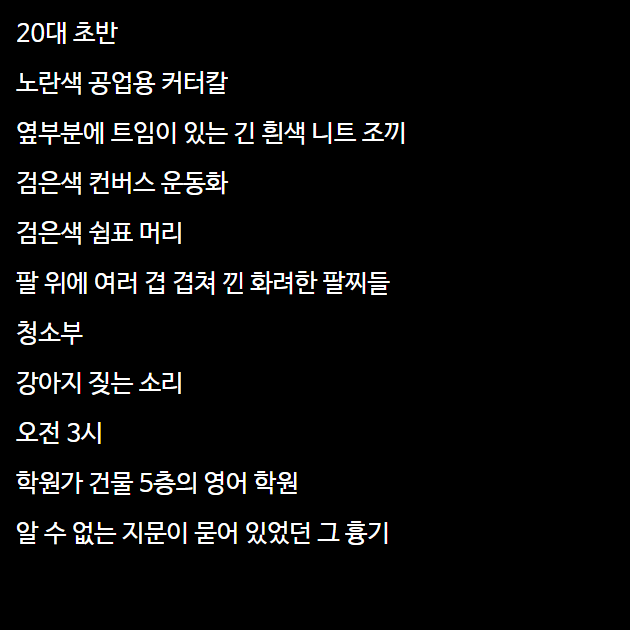 20대 초반
노란색 공업용 커터칼
옆부분에 트임이 있는 긴 흰색 니트 조끼
검은색 컨버스 운동화
검은색 쉼표 머리
팔 위에 여러 겹 겹쳐 낀 화려한 팔찌들
청소부
강아지 짖는 소리
오전 3시
학원가 건물 5층의 영어 학원
알 수 없는 지문이 묻어 있었던 그 흉기